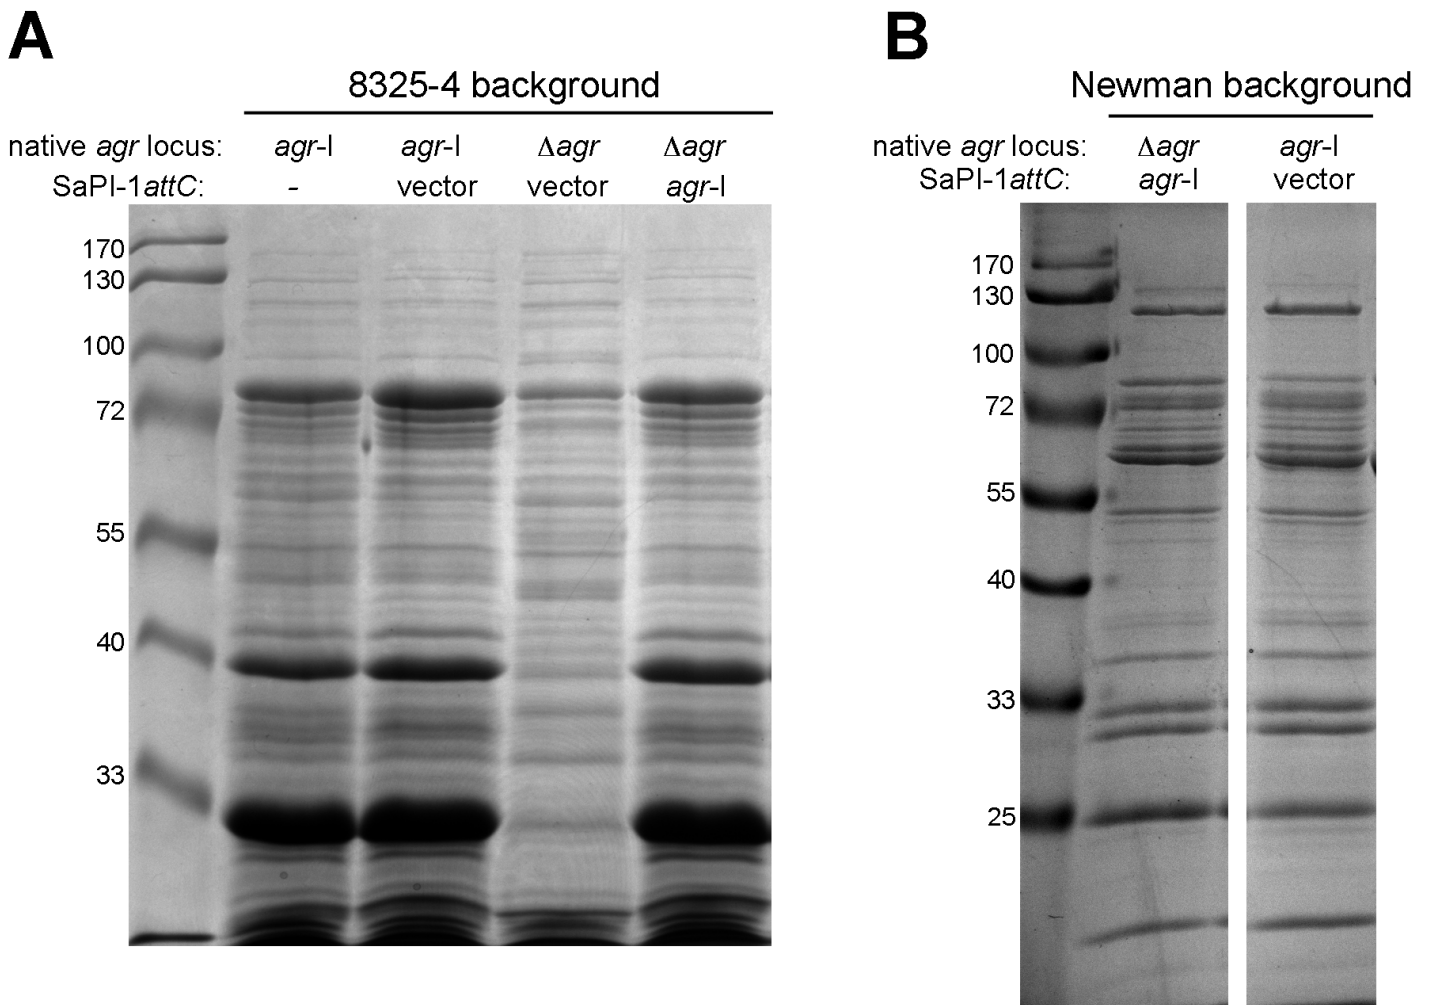 A
8325-4 background
native agr locus: agr-I agr-I Δagr Δagr
SaPI-1attC: - vector vector agr-I
170
130
100
72
55
40
33
B
Newman background
native agr locus: Δagr agr-I
SaPI-1attC: agr-I vector
170
130
100
72
55
40
33
25